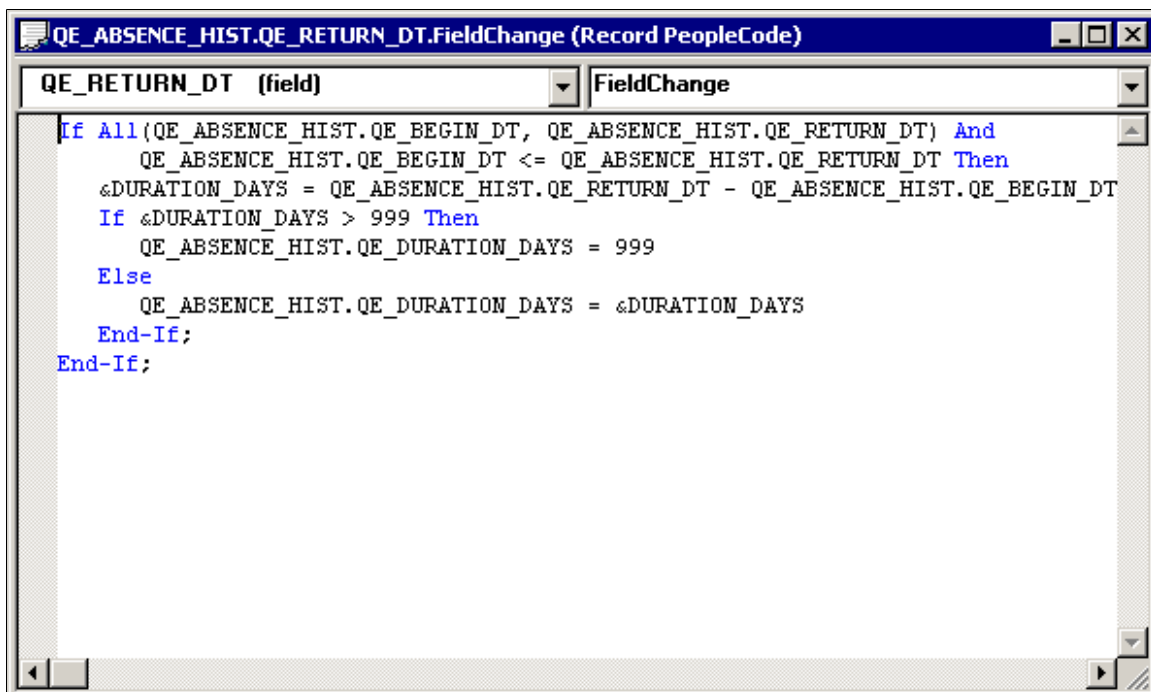 QE_ABSENCE_HIST.QE_RETURN_DT.FieldChange (Record PeopleCode)
QE_RETURN_DT (field) FieldChange
If All(QE_ABSENCE_HIST.QE_BEGIN_DT, QE_ABSENCE_HIST.QE_RETURN_DT) And
QE_ABSENCE_HIST.QE_BEGIN_DT <= QE_ABSENCE_HIST.QE_RETURN_DT Then
&DURATION_DAYS = QE_ABSENCE_HIST.QE_RETURN_DT - QE_ABSENCE_HIST.QE_BEGIN_DT
If &DURATION_DAYS > 999 Then
QE_ABSENCE_HIST.QE_DURATION_DAYS = 999
Else
QE_ABSENCE_HIST.QE_DURATION_DAYS = &DURATION_DAYS
End-If;
End-If;